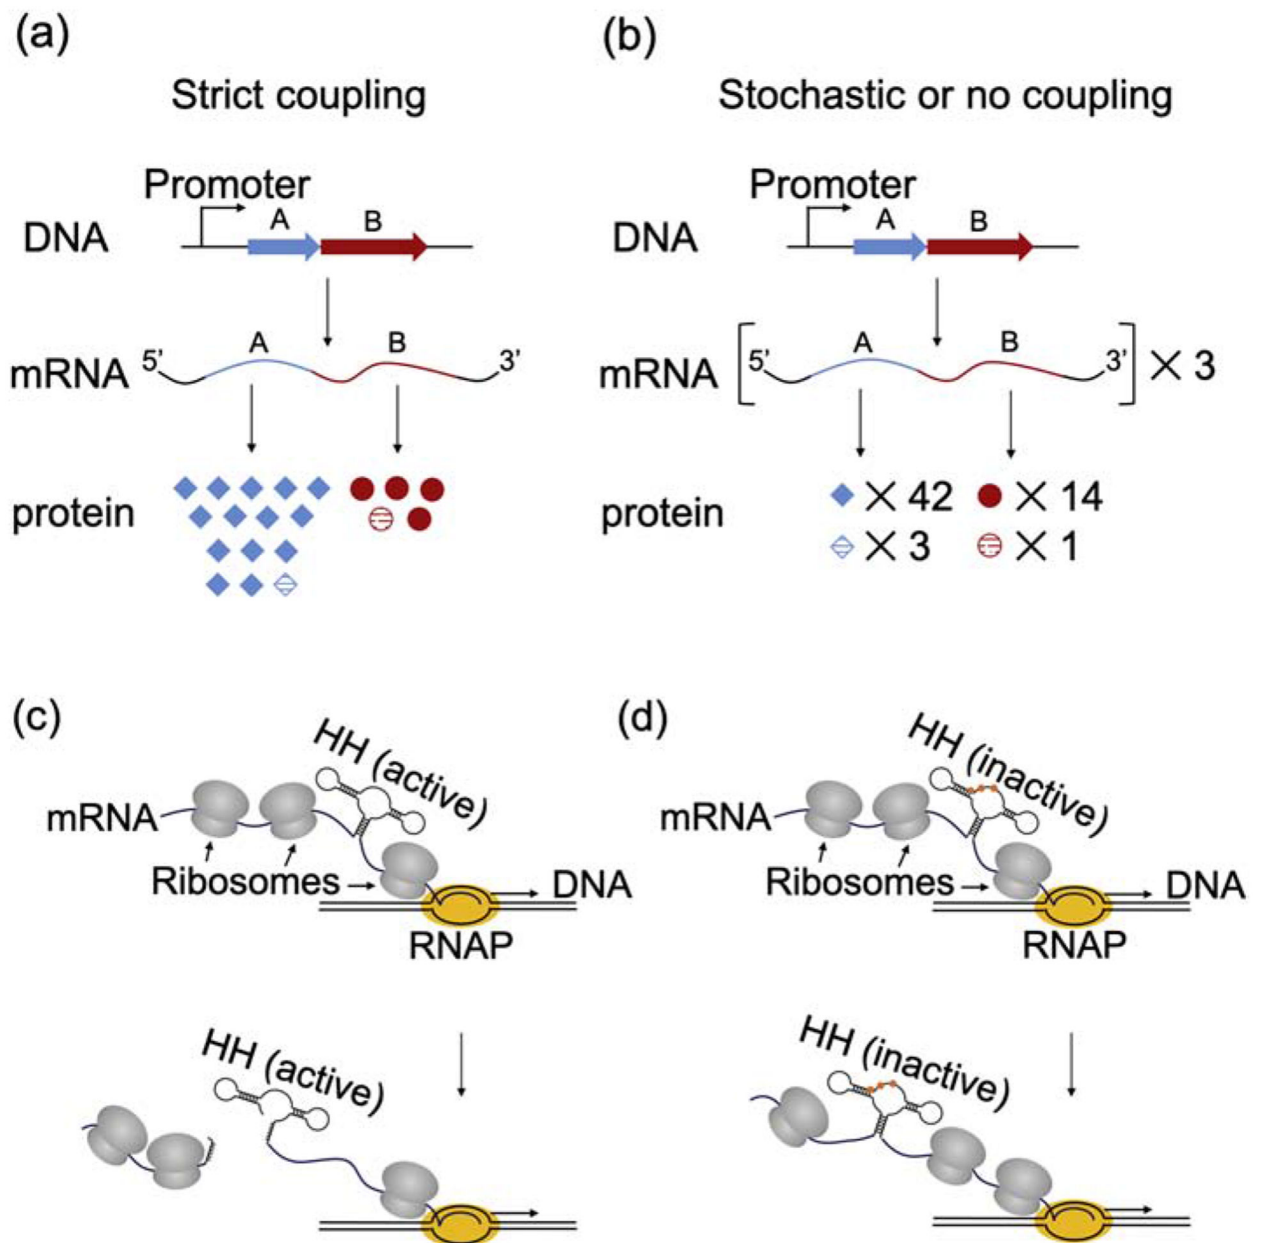 (a)
Strict coupling
Promoter
A
B
DNA
A
B
mRNA
5’
3’
protein
(b)
Stochastic or no coupling
Promoter
A
B
DNA
A
B
mRNA
5’
3’
× 3
protein
× 42
× 14
× 3
× 1
(c)
HH (active)
mRNA
Ribosomes
DNA
RNAP
HH (active)
(d)
HH (inactive)
mRNA
Ribosomes
DNA
RNAP
HH (inactive)